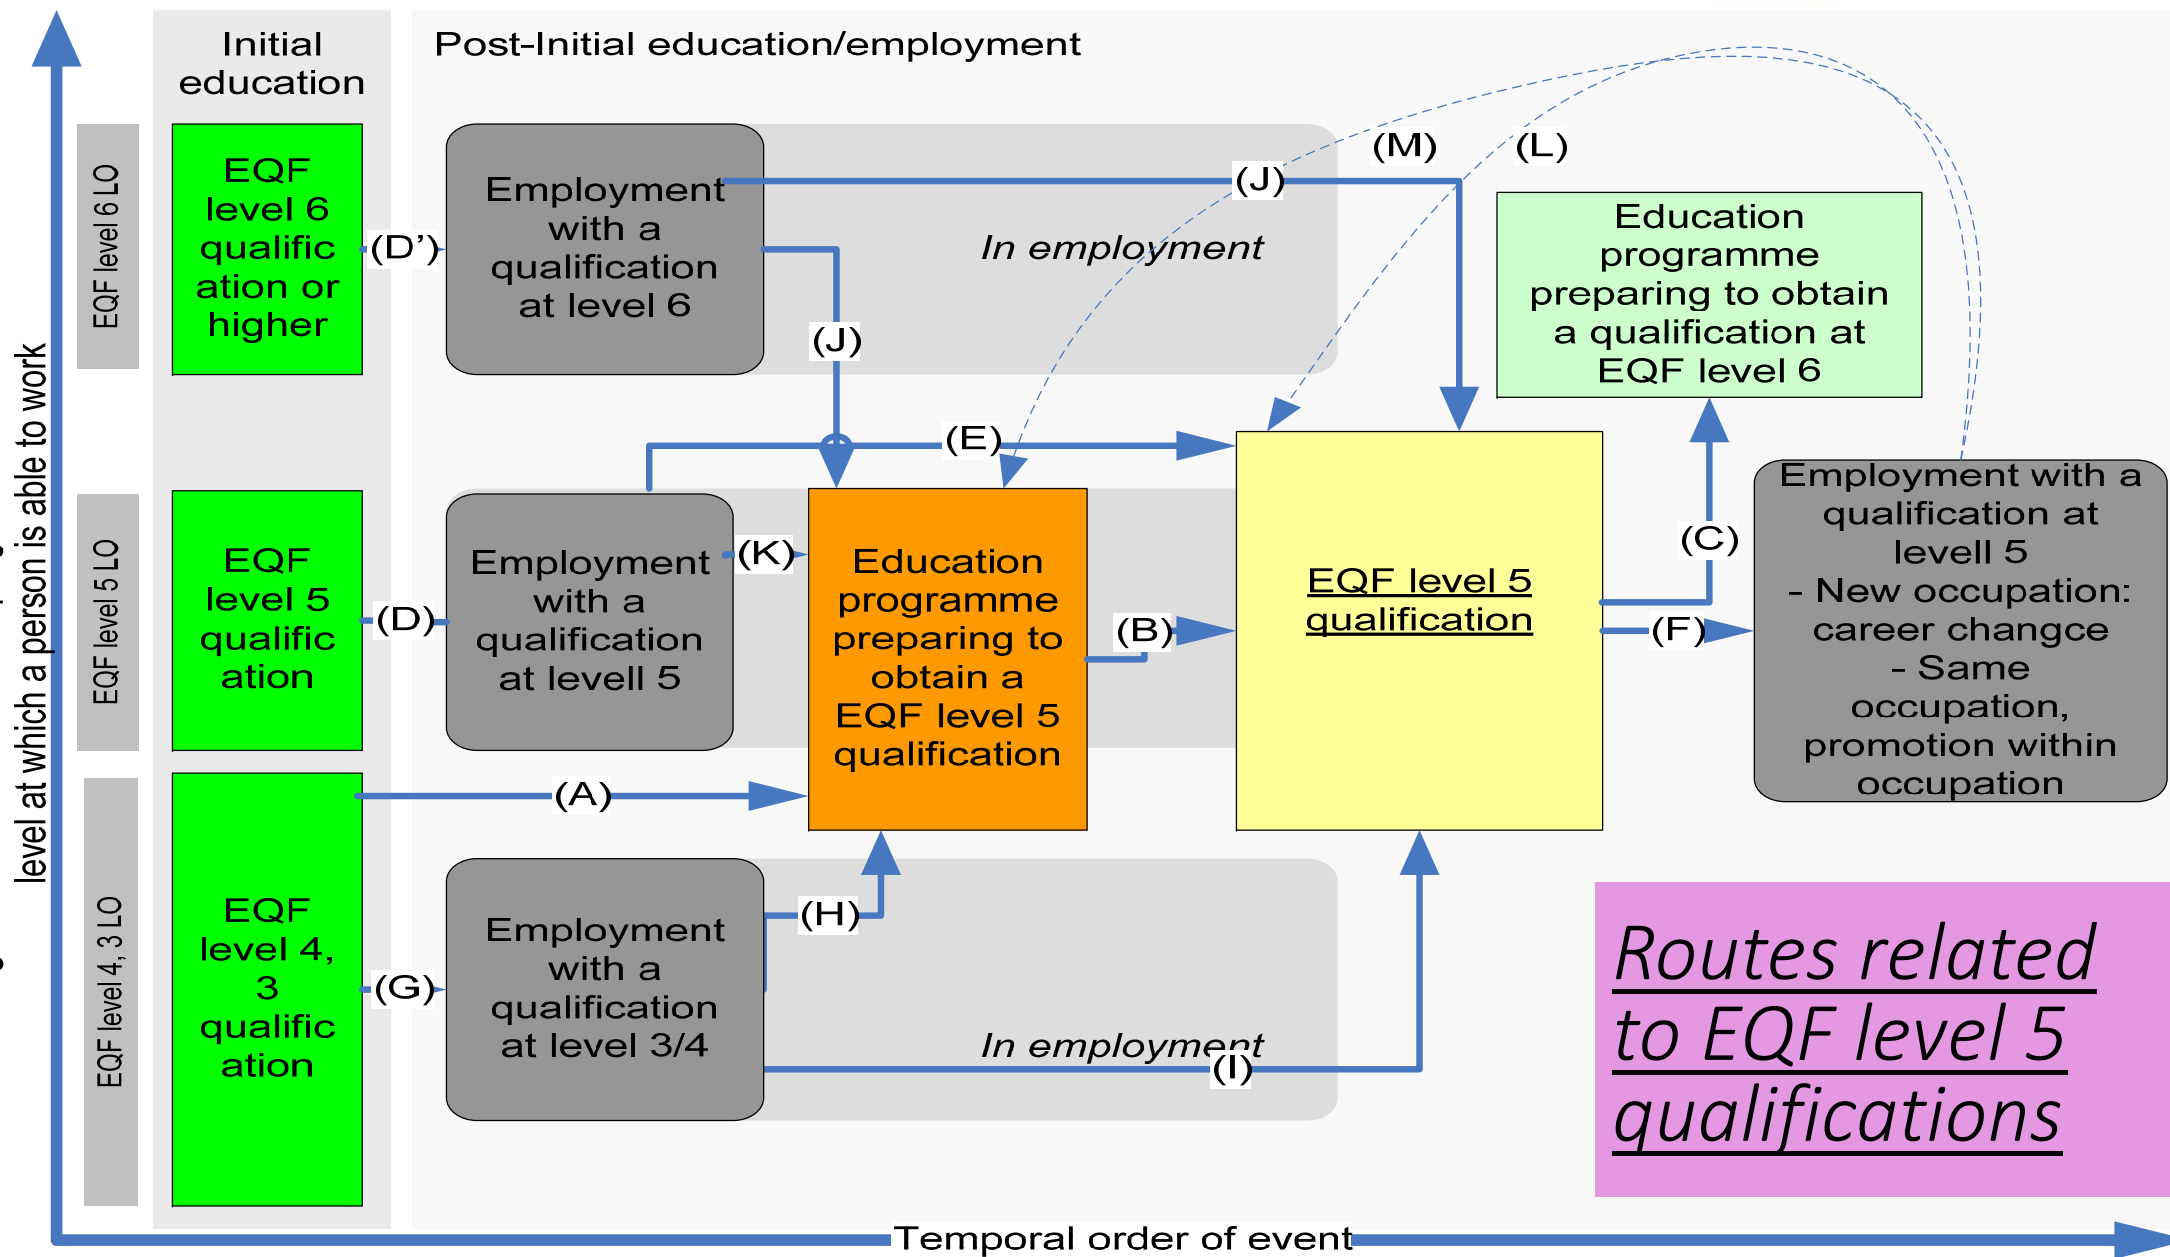 Initial
education
Post-Initial education/employment
level at which a person is able to work
EQF level 6 LO
EQF
level 6
qualific
ation or
higher
(D’)
Employment
with a
qualification
at level 6
In employment
(J)
(J)
(M)
(L)
Education
programme
preparing to obtain
a qualification at
EQF level 6
EQF level 5 LO
EQF
level 5
qualific
ation
(D)
Employment
with a
qualification
at levell 5
(K)
(E)
Education
programme
preparing to
obtain a
EQF level 5
qualification
(B)
EQF level 5
qualification
(C)
(F)
Employment with a
qualification at
levell 5
- New occupation:
career changce
- Same
occupation,
promotion within
occupation
(A)
EQF level 4, 3 LO
EQF
level 4,
3
qualific
ation
(G)
Employment
with a
qualification
at level 3/4
(H)
In employment
(I)
Routes related
to EQF level 5
qualifications
Temporal order of event